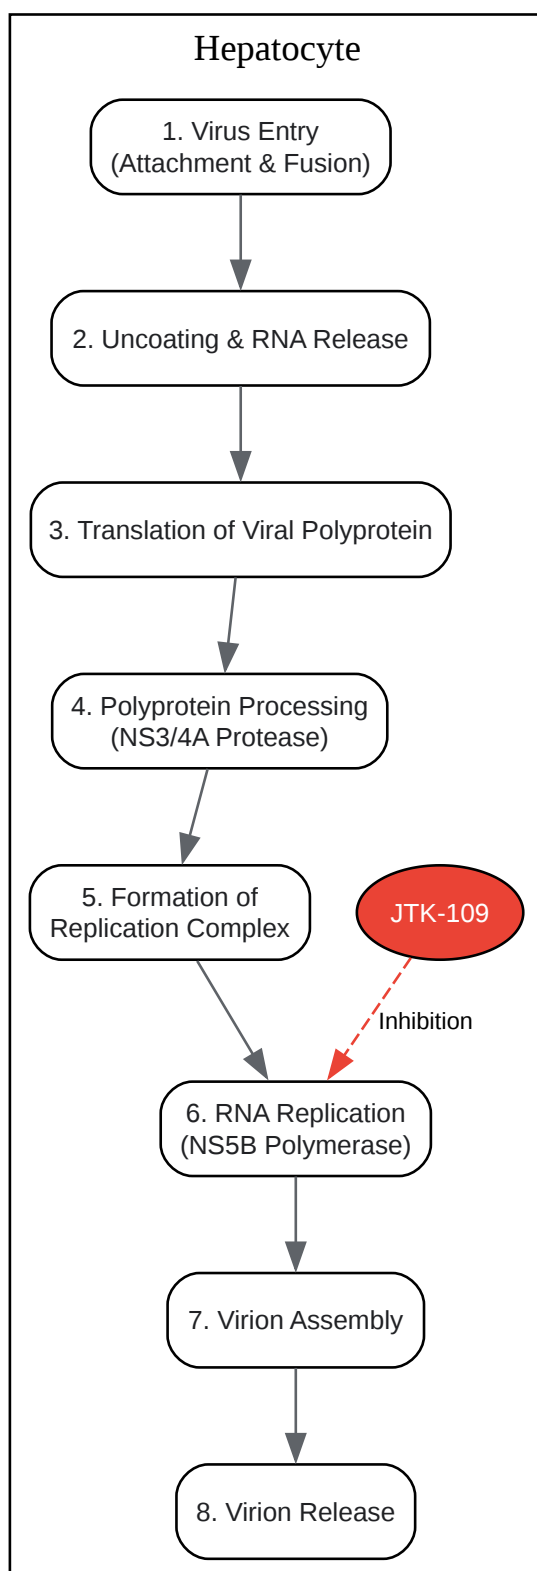 Hepatocyte
1. Virus Entry
(Attachment & Fusion)
2. Uncoating & RNA Release
3. Translation of Viral Polyprotein
4. Polyprotein Processing
(NS3/4A Protease)
5. Formation of
Replication Complex
JTK-109
Inhibition
6. RNA Replication
(NS5B Polymerase)
7. Virion Assembly
8. Virion Release